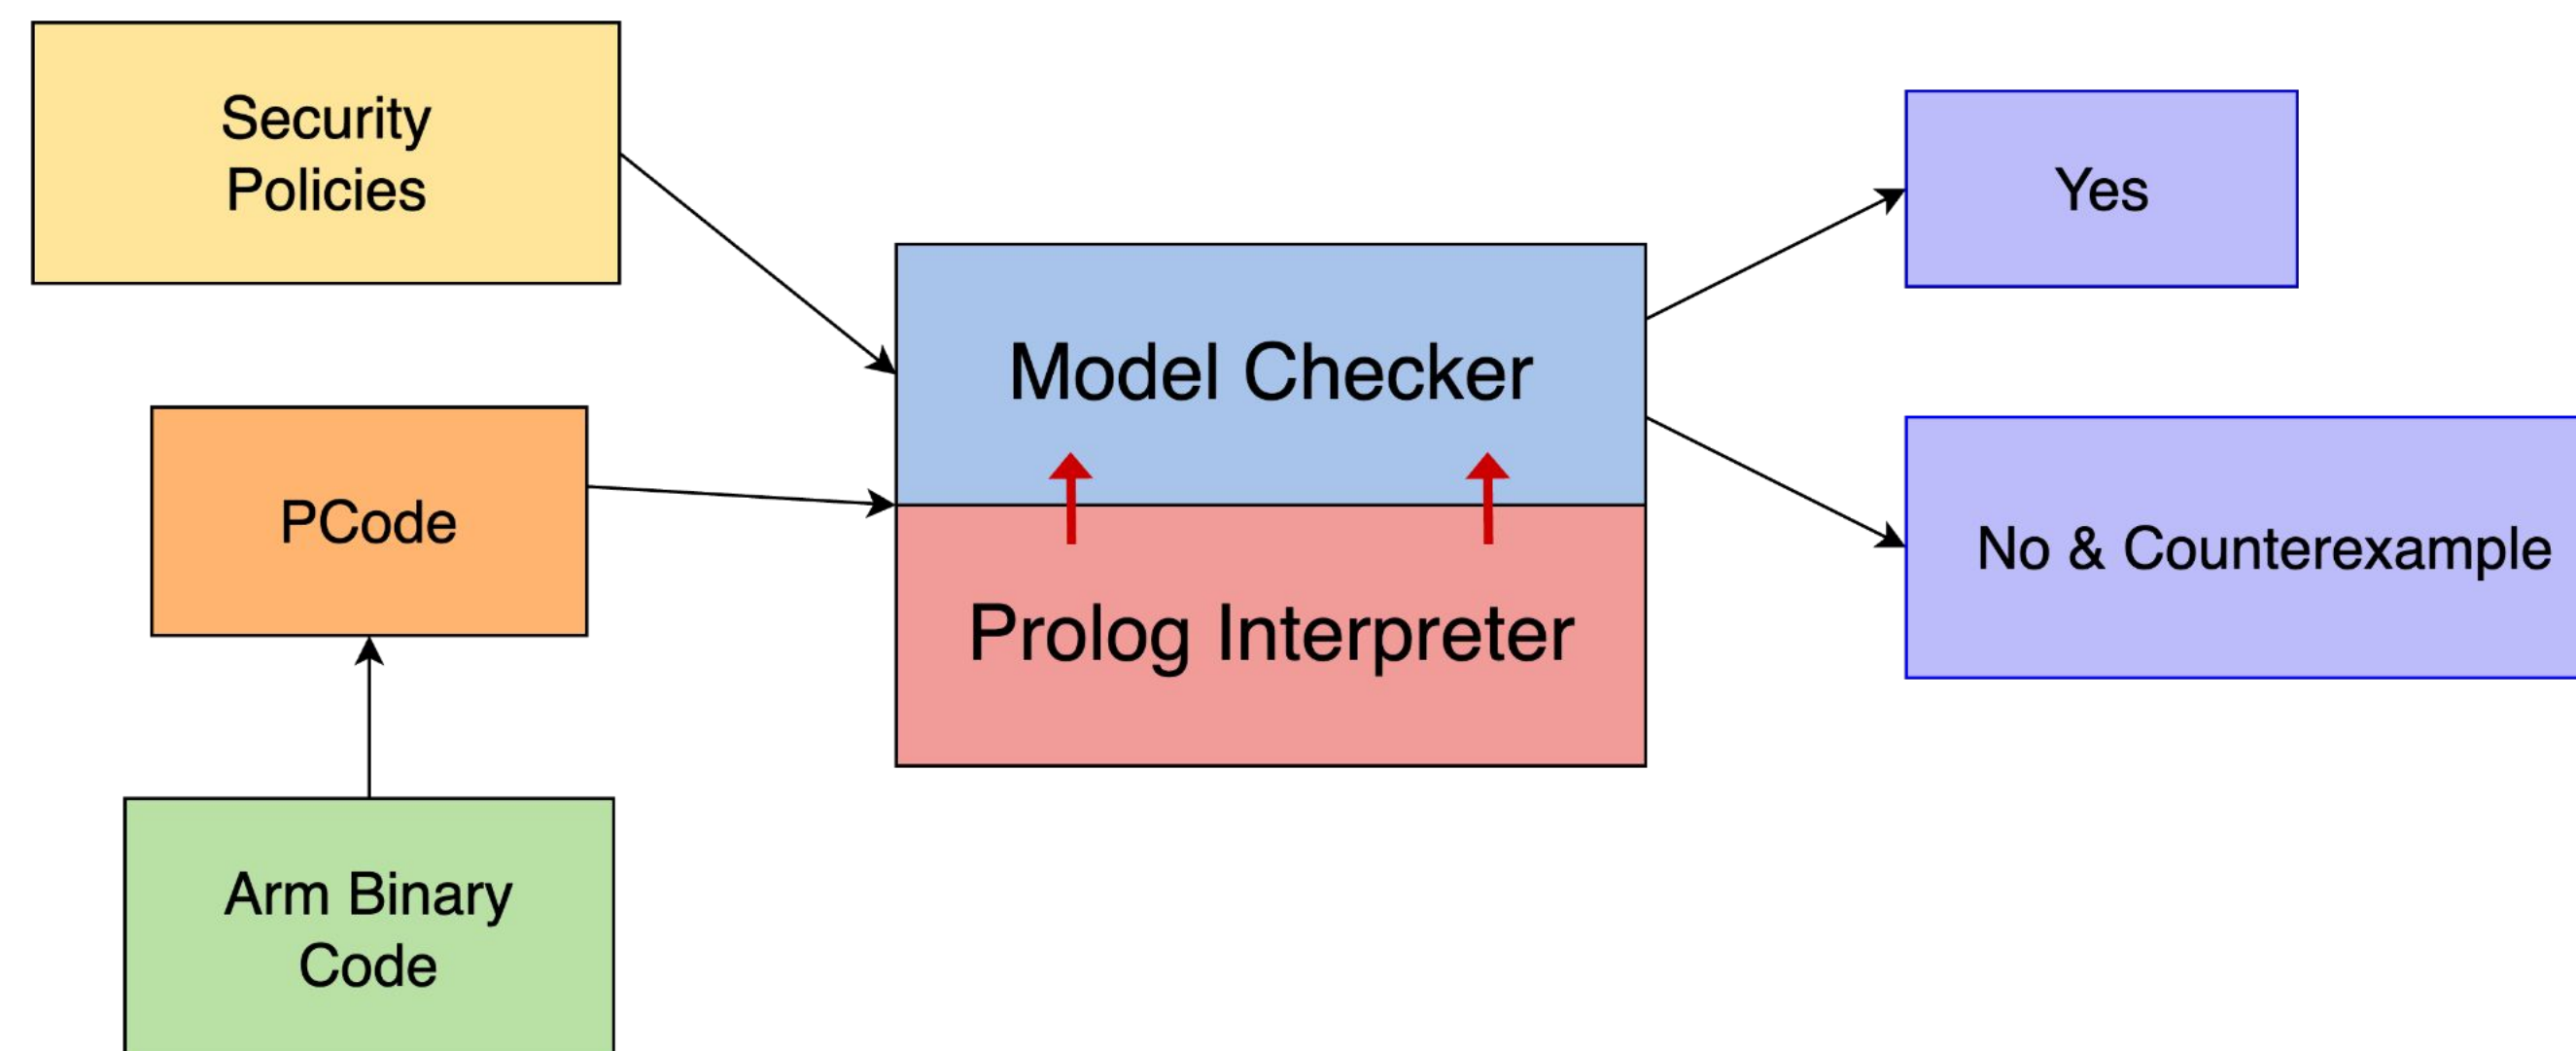 Security
Policies
Yes
Model Checker
PCode
No & Counterexample
Prolog Interpreter
Arm Binary
Code